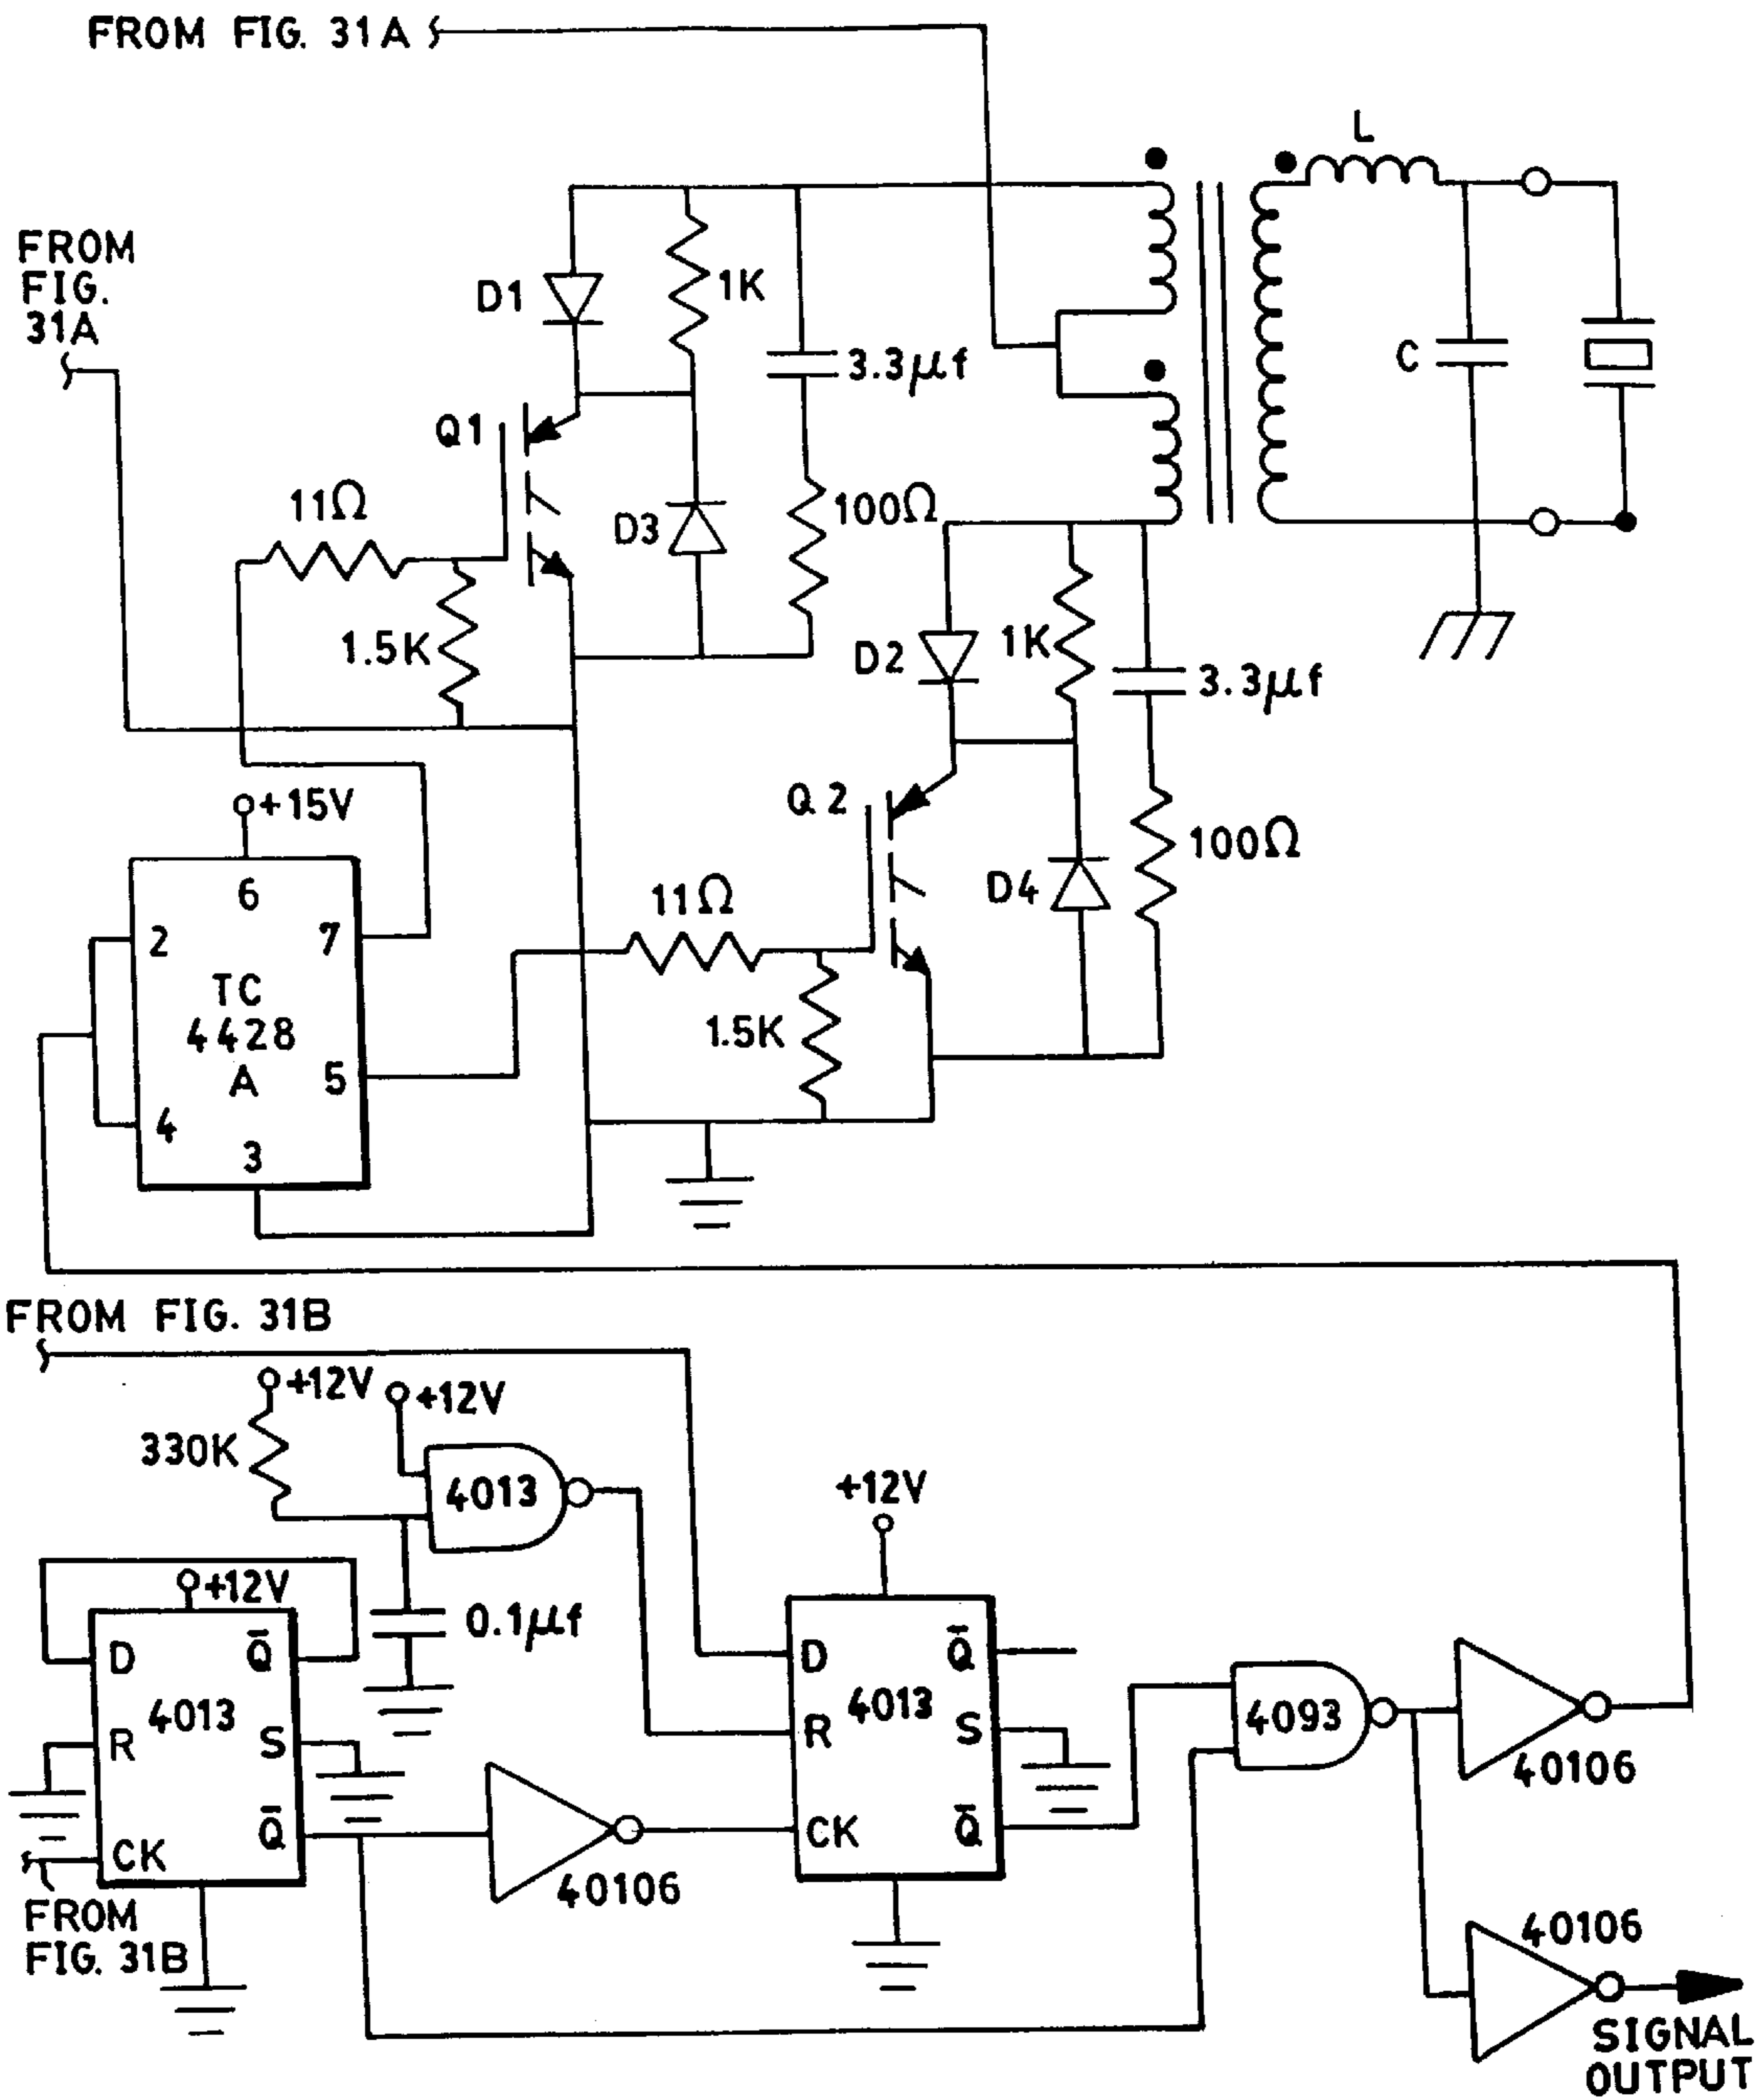 FROM FIG. 31A
L
FROM
FIG.
31A
D1
1K
3.3µf
C
Q1
11Ω
D3
100Ω
1.5K
D2
1K
3.3µf
+15V
Q2
6
2
7
11Ω
D4
100Ω
TC
4428
A
1.5K
5
4
3
FROM FIG. 31B
+12V
+12V
330K
4013
+12V
+12V
0.1µf
D
Q̅
4013
R
S
Q̅
CK
D
Q̅
4013
R
S
CK
Q̅
4093
40106
40106
FROM
FIG. 31B
40106
SIGNAL
OUTPUT